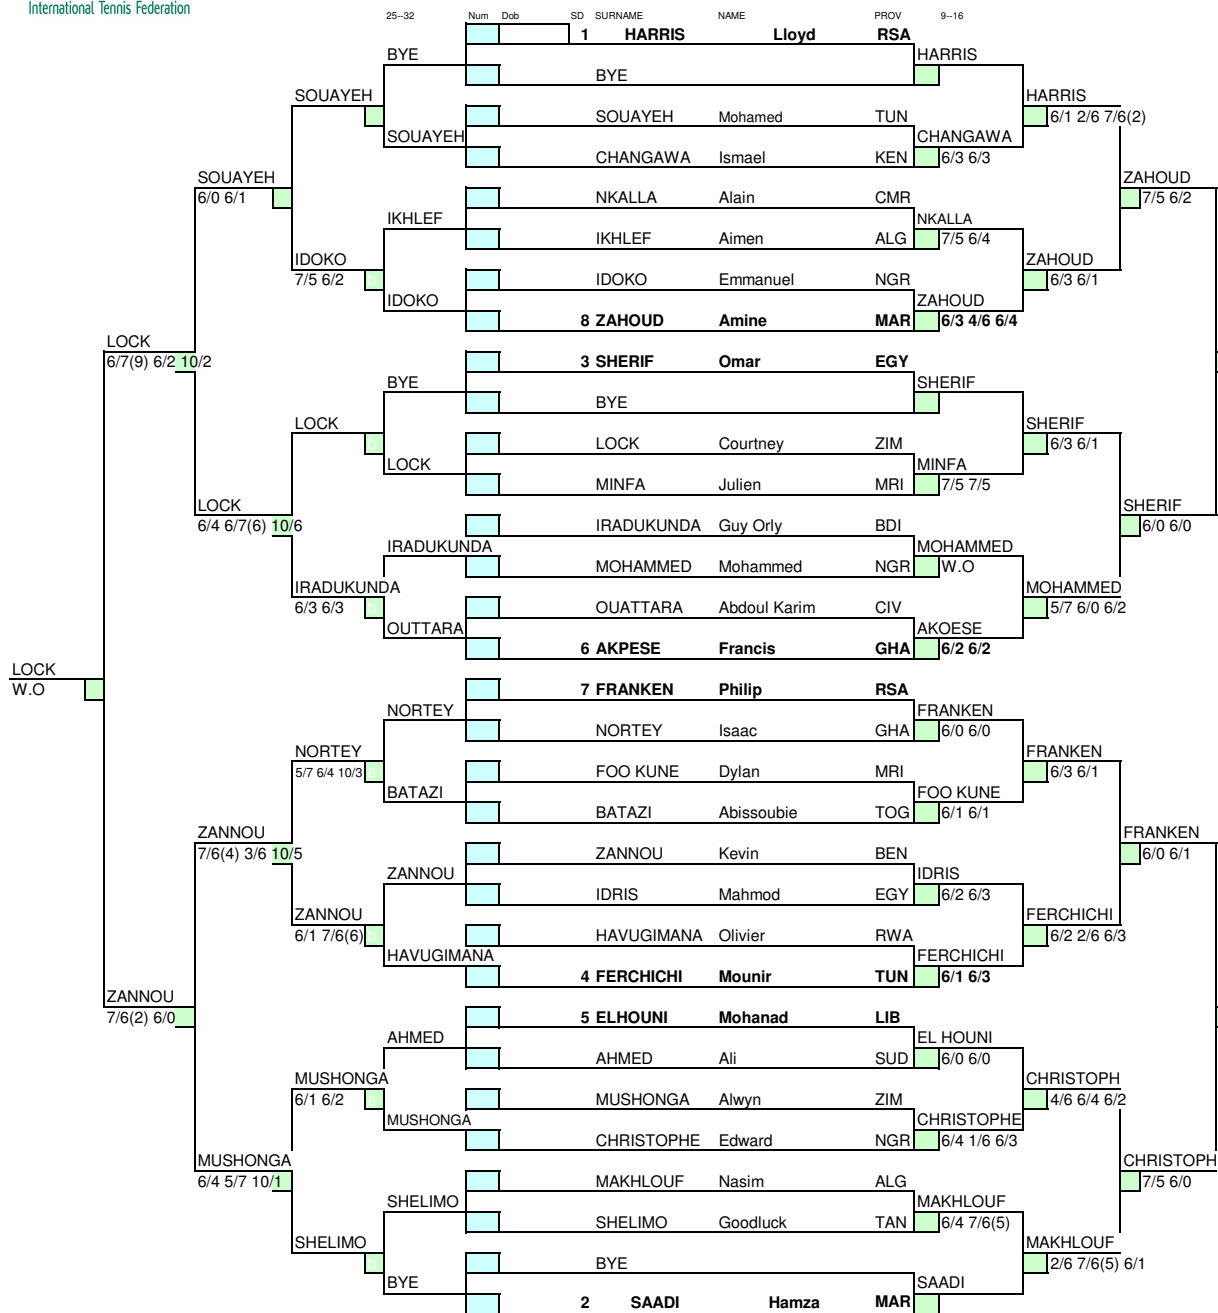 International Tennis Federation
25--32 Num Dob SD SURNAME NAME PROV 9--16
1 HARRIS Lloyd RSA
BYE HARRIS
BYE
SOUAYEH HARRIS
SOUAYEH Mohamed TUN 6/1 2/6 7/6(2)
SOUAYEH CHANGAWA
CHANGAWA Ismael KEN 6/3 6/3
SOUAYEH ZAHOUD
6/0 6/1 NKALLA Alain CMR 7/5 6/2
IKHLEF NKALLA
IKHLEF Aimen ALG 7/5 6/4
IDOKO ZAHOUD
7/5 6/2 IDOKO Emmanuel NGR 6/3 6/1
IDOKO ZAHOUD
8 ZAHOUD Amine MAR 6/3 4/6 6/4
LOCK
6/7(9) 6/2 10/2 3 SHERIF Omar EGY
BYE SHERIF
BYE
LOCK SHERIF
LOCK Courtney ZIM 6/3 6/1
LOCK MINFA
MINFA Julien MRI 7/5 7/5
LOCK SHERIF
6/4 6/7(6) 10/6 IRADUKUNDA Guy Orly BDI 6/0 6/0
IRADUKUNDA MOHAMMED
MOHAMMED Mohammed NGR W.O
IRADUKUNDA MOHAMMED
6/3 6/3 OUATTARA Abdoul Karim CIV 5/7 6/0 6/2
OUTTARA AKOESE
6 AKPESE Francis GHA 6/2 6/2
LOCK
W.O 7 FRANKEN Philip RSA
NORTEY FRANKEN
NORTEY Isaac GHA 6/0 6/0
NORTEY FRANKEN
5/7 6/4 10/3 FOO KUNE Dylan MRI 6/3 6/1
BATAZI FOO KUNE
BATAZI Abissoubie TOG 6/1 6/1
ZANNOU FRANKEN
7/6(4) 3/6 10/5 ZANNOU Kevin BEN 6/0 6/1
ZANNOU IDRIS
IDRIS Mahmod EGY 6/2 6/3
ZANNOU FERCHICHI
6/1 7/6(6) HAVUGIMANA Olivier RWA 6/2 2/6 6/3
HAVUGIMANA FERCHICHI
4 FERCHICHI Mounir TUN 6/1 6/3
ZANNOU
7/6(2) 6/0 5 ELHOUNI Mohanad LIB
AHMED EL HOUNI
AHMED Ali SUD 6/0 6/0
MUSHONGA CHRISTOPH
6/1 6/2 MUSHONGA Alwyn ZIM 4/6 6/4 6/2
MUSHONGA CHRISTOPHE
CHRISTOPHE Edward NGR 6/4 1/6 6/3
MUSHONGA CHRISTOPH
6/4 5/7 10/1 MAKHLOUF Nasim ALG 7/5 6/0
SHELIMO MAKHLOUF
SHELIMO Goodluck TAN 6/4 7/6(5)
SHELIMO MAKHLOUF
BYE 2/6 7/6(5) 6/1
BYE SAADI
2 SAADI Hamza MAR